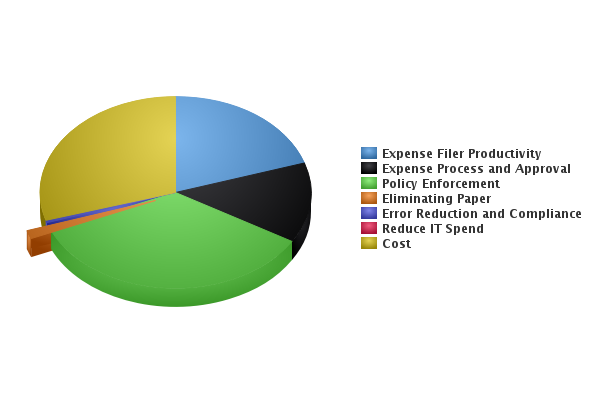 Expense Filer Productivity
Expense Process and Approval
Policy Enforcement
Eliminating Paper
Error Reduction and Compliance
Reduce IT Spend
Cost